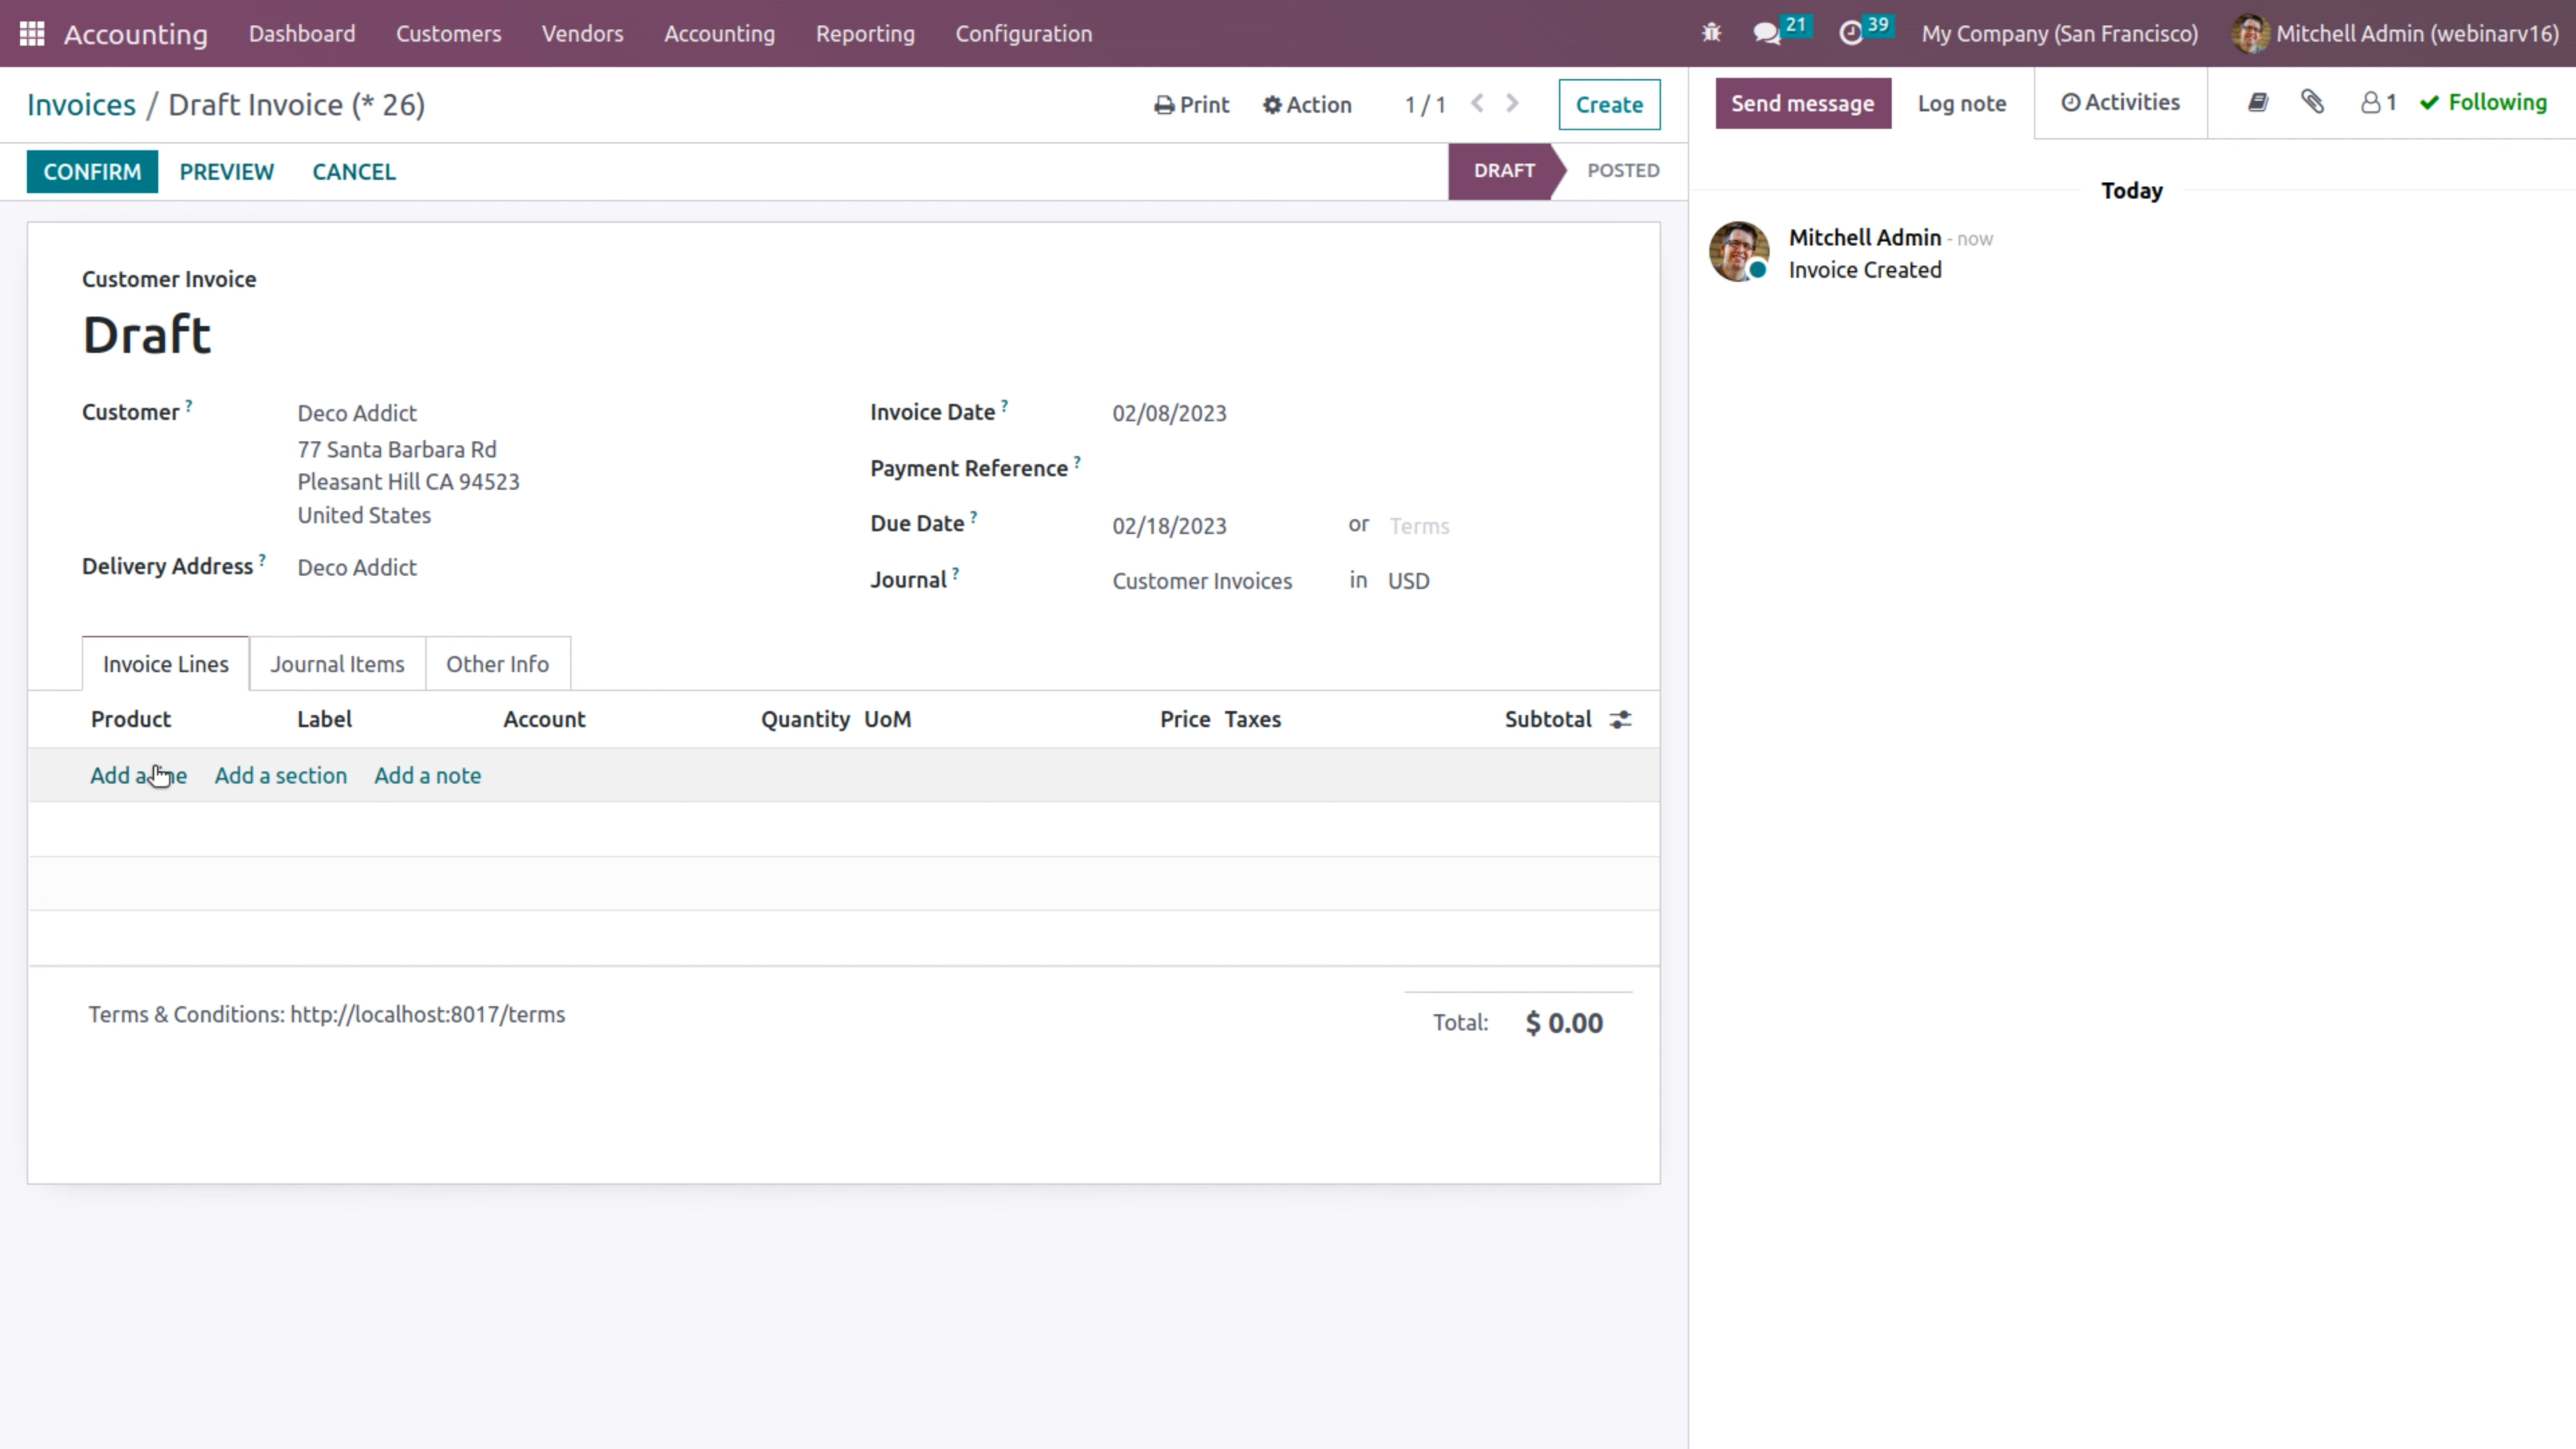 Accounting Dashboard Customers Vendors Accounting Reporting Configuration 21 39 My Company (San Francisco) Mitchell Admin (webinarv16)
Invoices / Draft Invoice (* 26) Print Action 1 / 1 Create
Send message Log note Activities 1 Following
CONFIRM PREVIEW CANCEL DRAFT POSTED
Today
Mitchell Admin - now
Invoice Created
Customer Invoice
Draft
Customer ? Deco Addict
77 Santa Barbara Rd
Pleasant Hill CA 94523
United States
Delivery Address ? Deco Addict
Invoice Date ? 02/08/2023
Payment Reference ?
Due Date ? 02/18/2023 or Terms
Journal ? Customer Invoices in USD
Invoice Lines Journal Items Other Info
Product Label Account Quantity UoM Price Taxes Subtotal
Add a line Add a section Add a note
Terms & Conditions: http://localhost:8017/terms
Total: $ 0.00